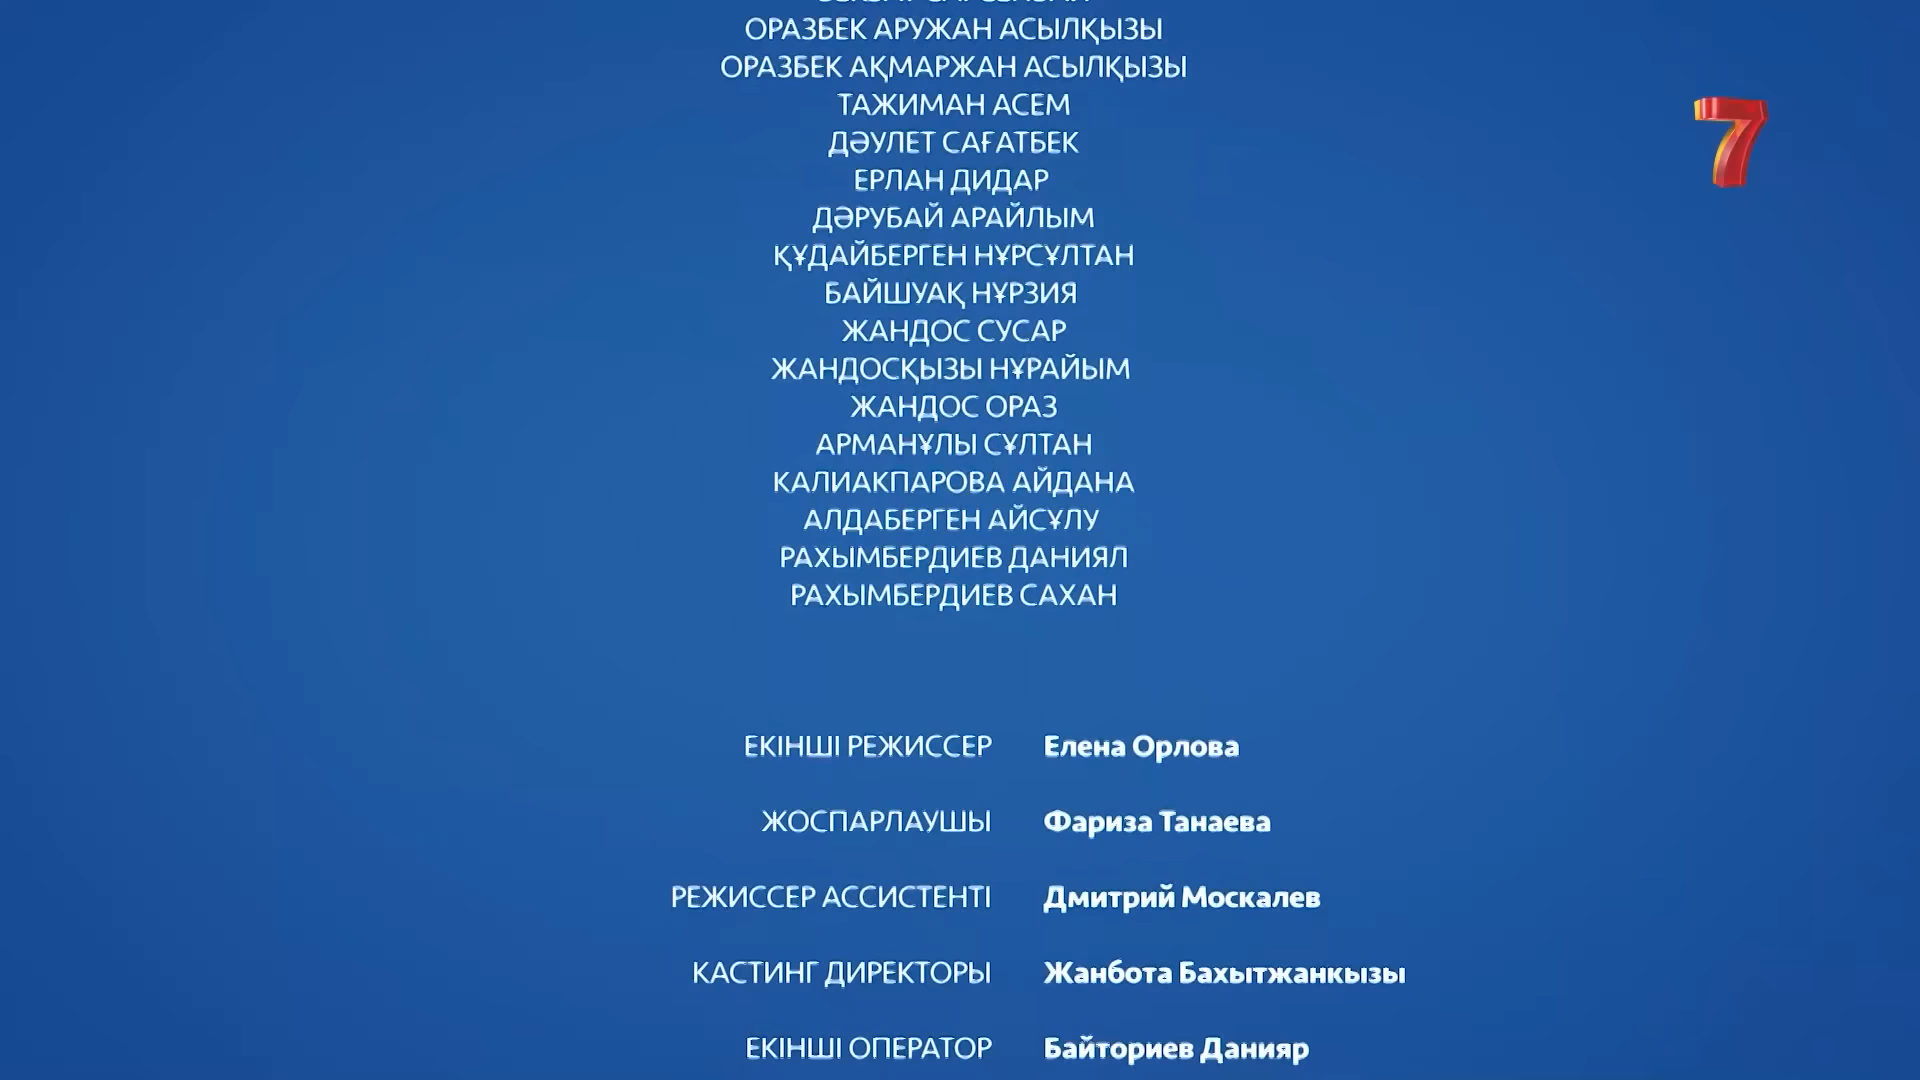 ОРАЗБЕК АРУЖАН АСЫЛҚЫЗЫ
ОРАЗБЕК АҚМАРЖАН АСЫЛҚЫЗЫ
ТАЖИМАН АСЕМ
ДӘУЛЕТ САҒАТБЕК
ЕРЛАН ДИДАР
ДӘРУБАЙ АРАЙЛЫМ
ҚҰДАЙБЕРГЕН НҰРСҰЛТАН
БАЙШУАҚ НҰРЗИЯ
ЖАНДОС СУСАР
ЖАНДОСҚЫЗЫ НҰРАЙЫМ
ЖАНДОС ОРАЗ
АРМАНҰЛЫ СҰЛТАН
КАЛИАКПАРОВА АЙДАНА
АЛДАБЕРГЕН АЙСҰЛУ
РАХЫМБЕРДИЕВ ДАНИЯЛ
РАХЫМБЕРДИЕВ САХАН
ЕКІНШІ РЕЖИССЕР Елена Орлова
ЖОСПАРЛАУШЫ Фариза Танаева
РЕЖИССЕР АССИСТЕНТІ Дмитрий Москалев
КАСТИНГ ДИРЕКТОРЫ Жанбота Бахытжанкызы
ЕКІНШІ ОПЕРАТОР Байториев Данияр
7